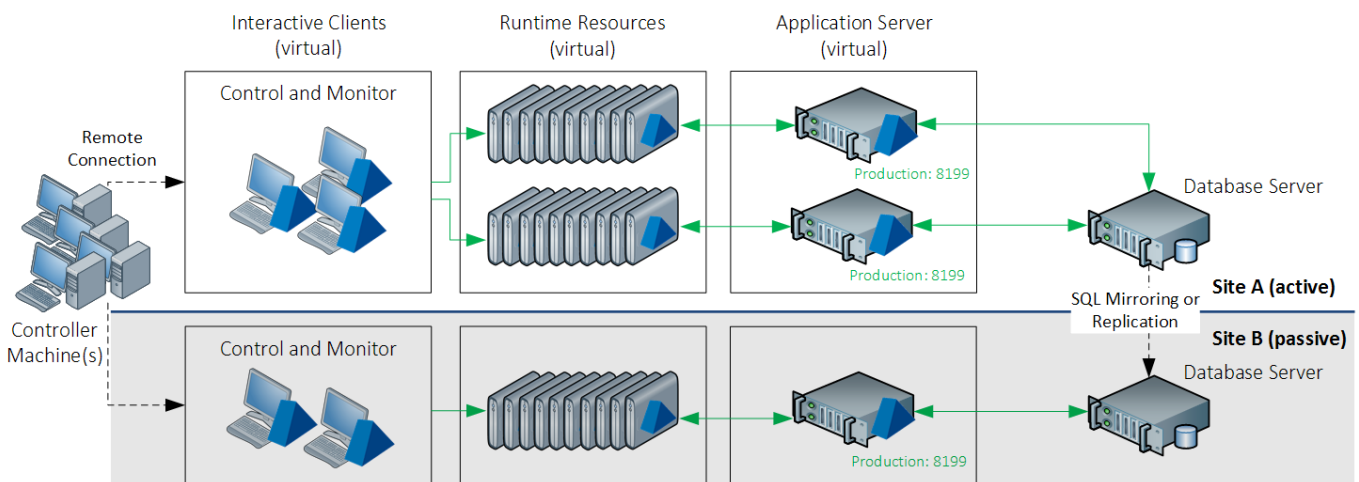 Interactive Clients
(virtual)
Runtime Resources
(virtual)
Application Server
(virtual)
Control and Monitor
Remote
Connection
Production: 8199
Database Server
Production: 8199
Controller
Machine(s)
SQL Mirroring or
Replication
Site A (active)
Site B (passive)
Control and Monitor
Database Server
Production: 8199